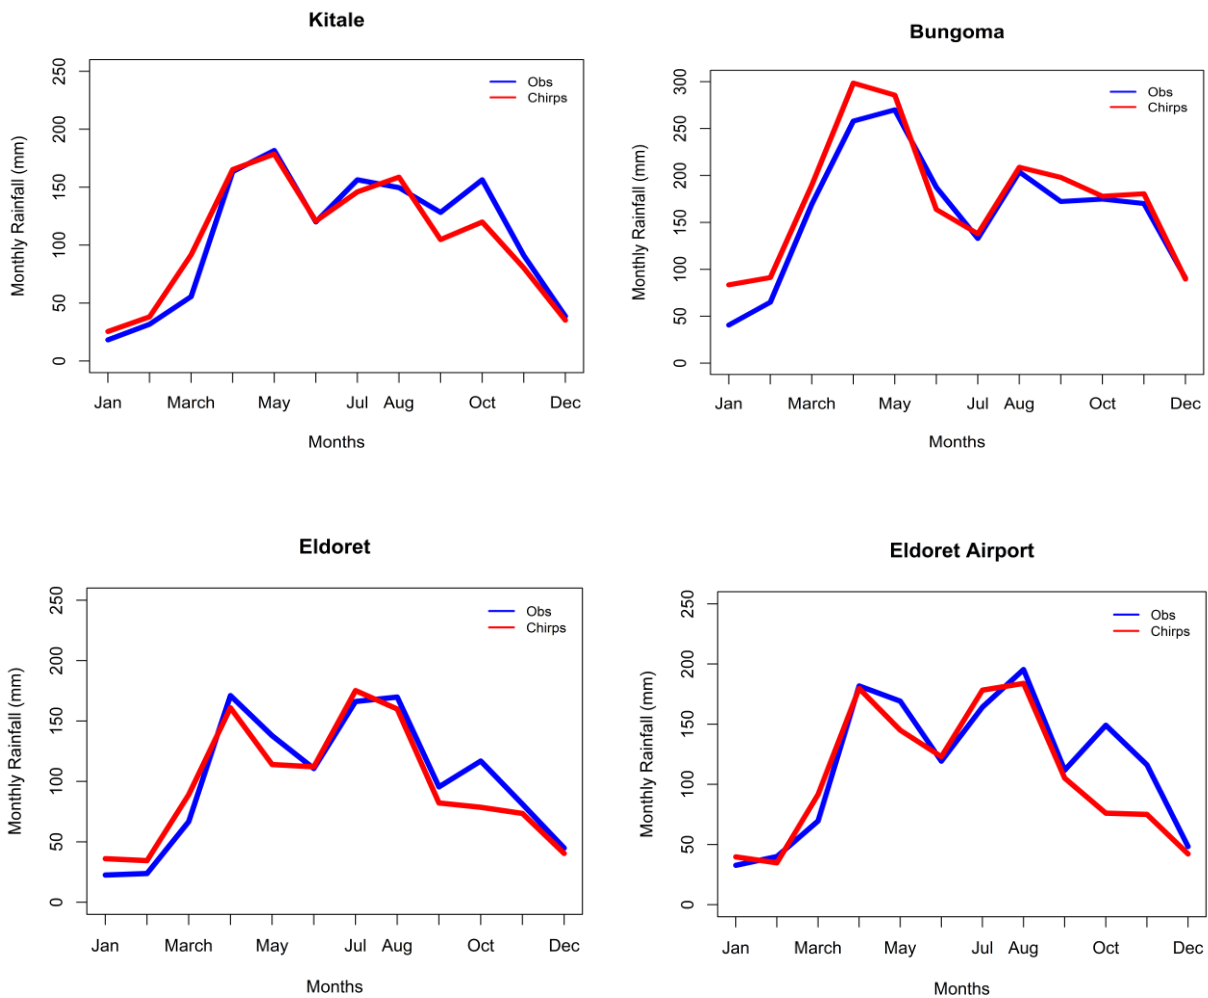 Kitale
250
200
150
100
50
0
Monthly Rainfall (mm)
Obs
Chirps
Jan March May Jul Aug Oct Dec
Months
Bungoma
300
250
200
150
100
50
0
Monthly Rainfall (mm)
Obs
Chirps
Jan March May Jul Aug Oct Dec
Months
Eldoret
250
200
150
100
50
0
Monthly Rainfall (mm)
Obs
Chirps
Jan March May Jul Aug Oct Dec
Months
Eldoret Airport
250
200
150
100
50
0
Monthly Rainfall (mm)
Obs
Chirps
Jan March May Jul Aug Oct Dec
Months